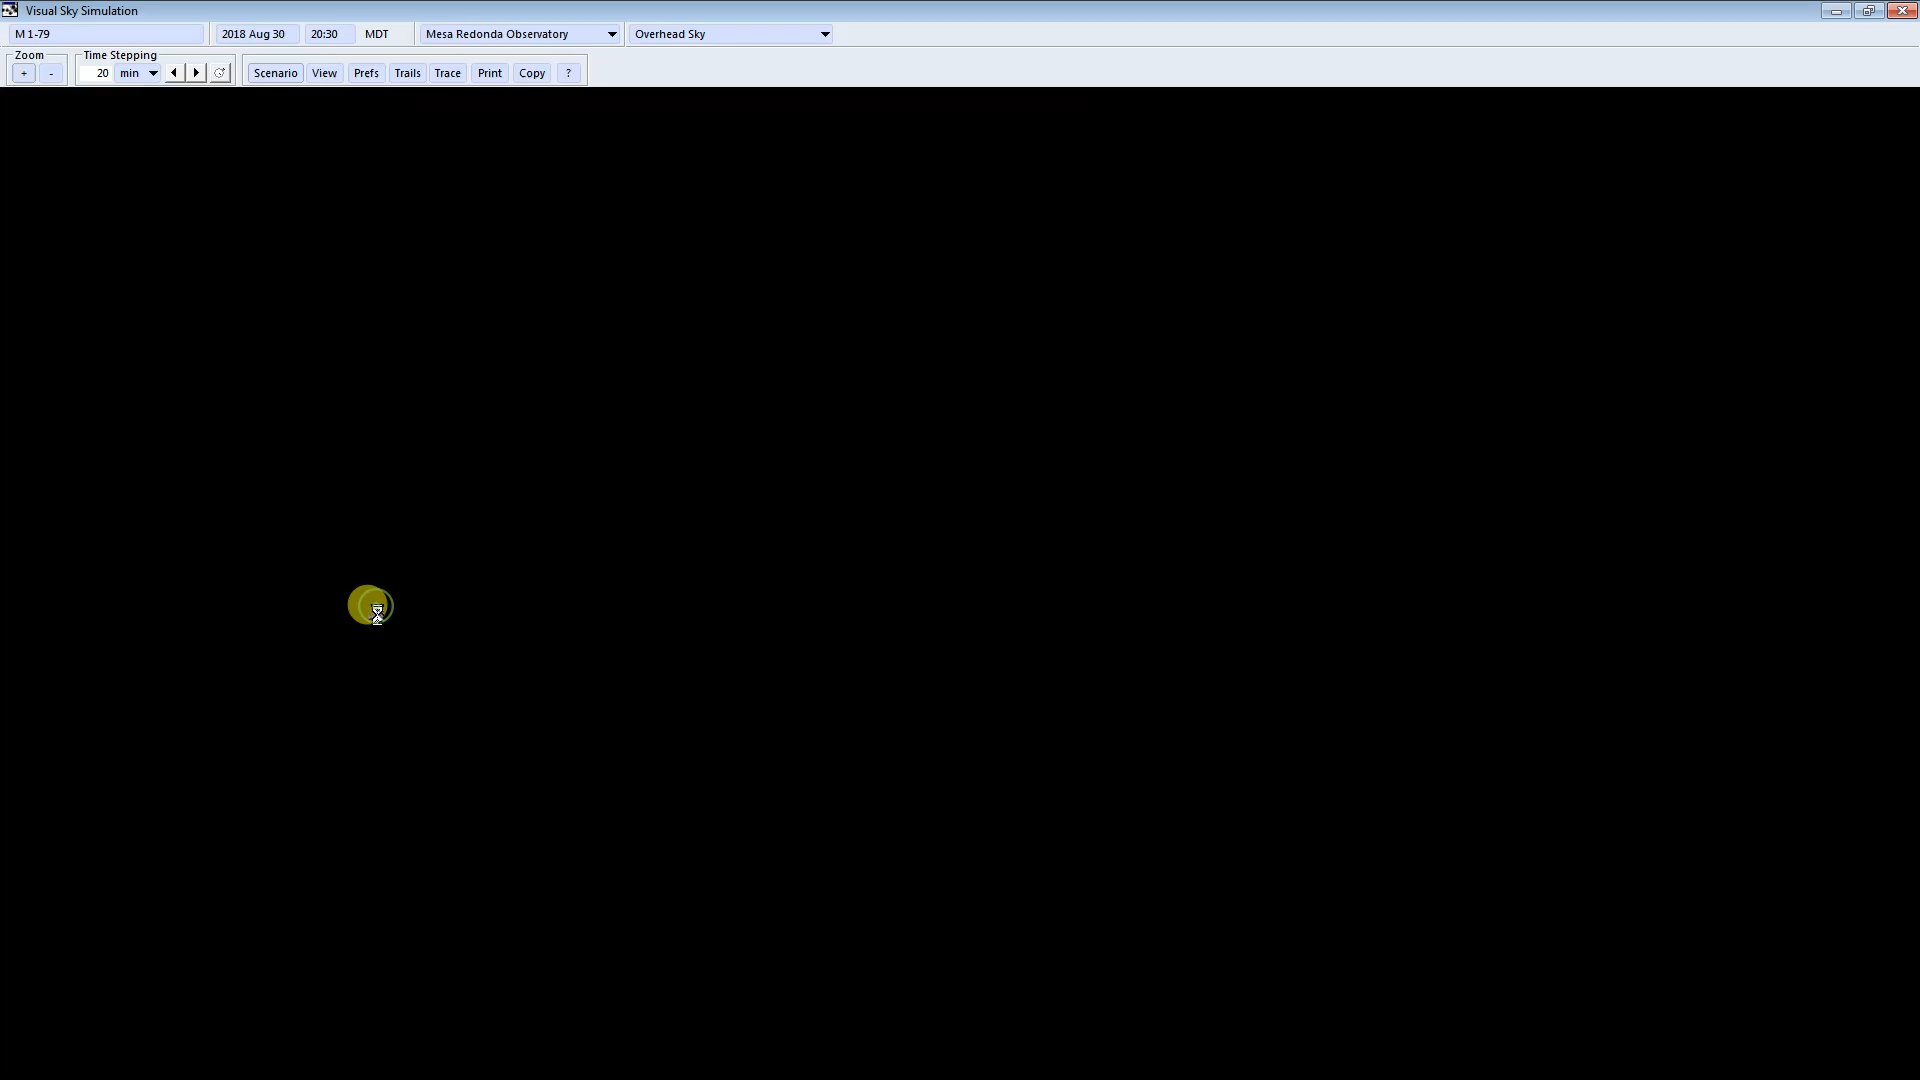 Visual Sky Simulation
M 1-79 2018 Aug 30 20:30 MDT Mesa Redonda Observatory Overhead Sky
Zoom Time Stepping
+ - 20 min Scenario View Prefs Trails Trace Print Copy ?